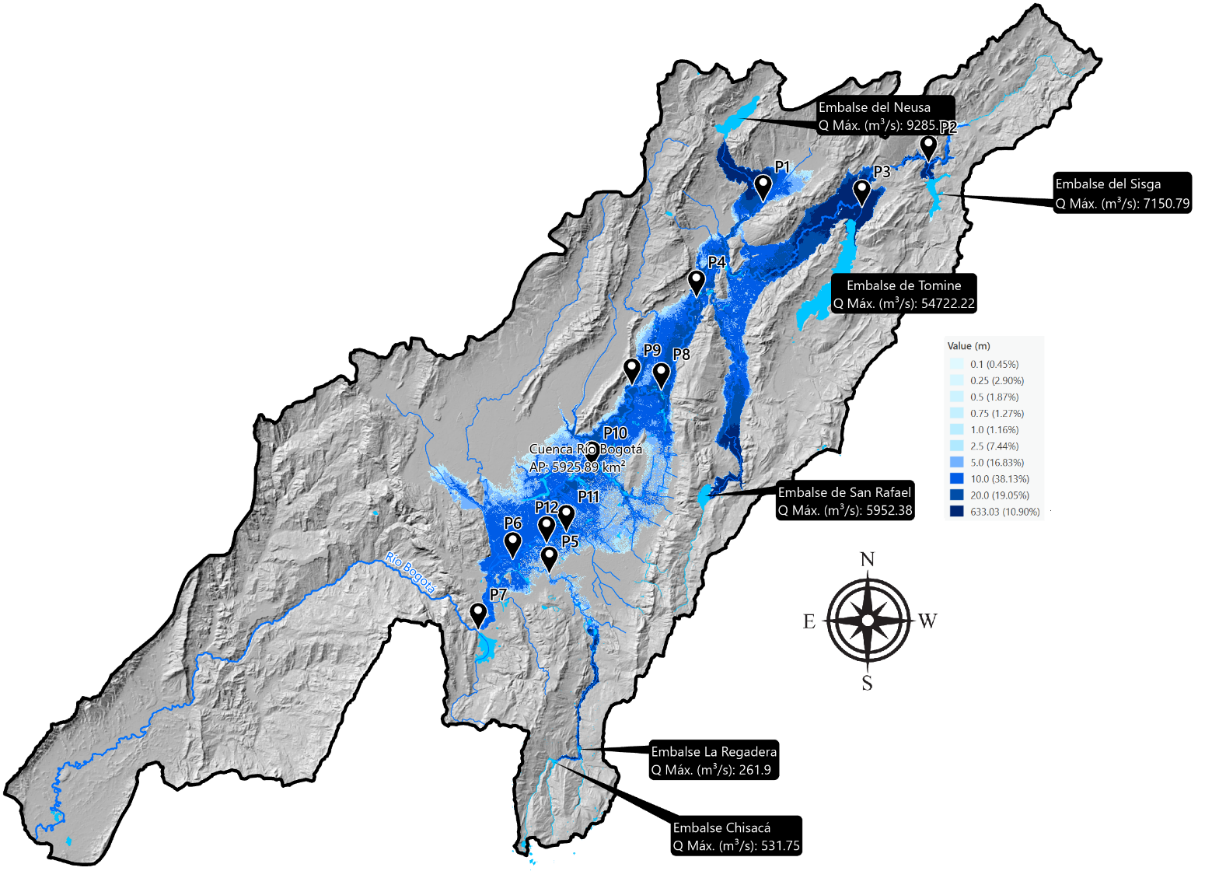 Embalse del Neusa
Q Máx. (m³/s): 9285.
P2
P1
P3
Embalse del Sisga
Q Máx. (m³/s): 7150.79
P4
Embalse de Tomine
Q Máx. (m³/s): 54722.22
Value (m)
0.1 (0.45%)
0.25 (2.90%)
0.5 (1.87%)
0.75 (1.27%)
1.0 (1.16%)
2.5 (7.44%)
5.0 (16.83%)
10.0 (38.13%)
20.0 (19.05%)
633.03 (10.90%)
P9
P8
P10
Cuenca Río Bogotá
AP: 5925.89 km²
Embalse de San Rafael
Q Máx. (m³/s): 5952.38
P11
P12
P6
P5
Río Bogotá
P7
N
E
W
S
Embalse La Regadera
Q Máx. (m³/s): 261.9
Embalse Chisacá
Q Máx. (m³/s): 531.75